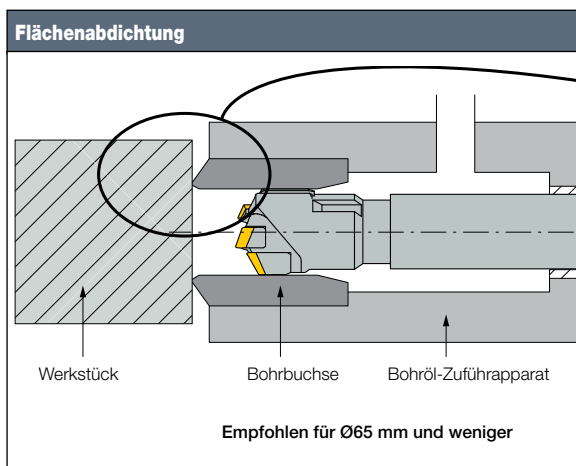 Flächenabdichtung
Werkstück
Bohrbuchse
Bohröl-Zuführapparat
Empfohlen für Ø65 mm und weniger